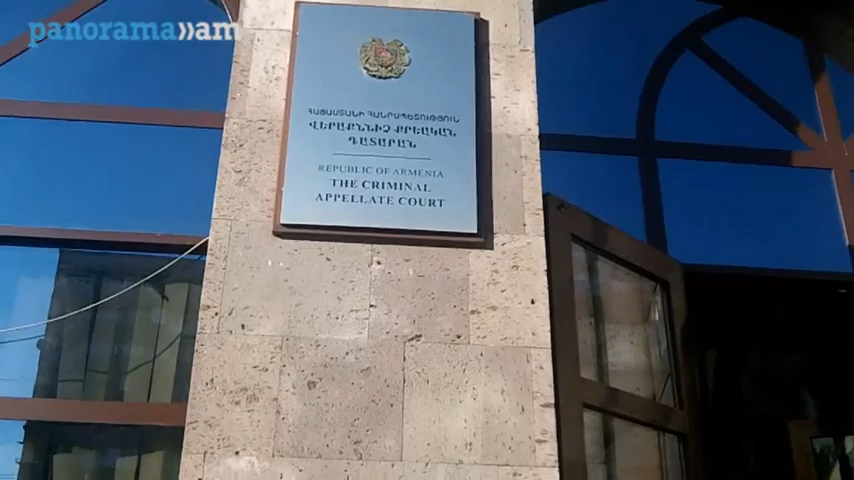 panorama»am
ՀԱՅԱՍՏԱՆԻ ՀԱՆՐԱՊԵՏՈՒԹՅՈՒՆ
ՎԵՐԱՔՆՆԻՉ ՔՐԵԱԿԱՆ
ԴԱՏԱՐԱՆ
REPUBLIC OF ARMENIA
THE CRIMINAL
APPELLATE COURT